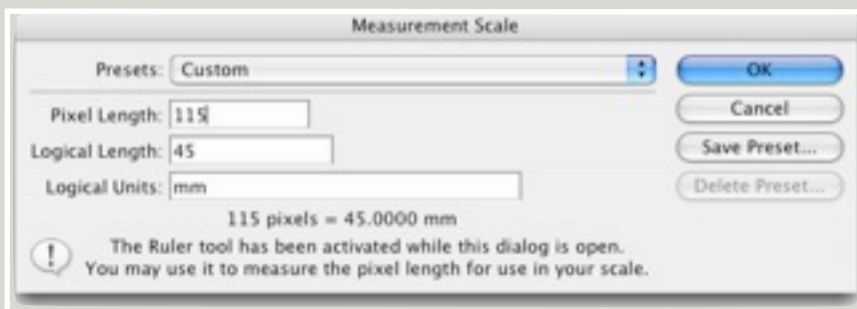 Measurement Scale
Presets: Custom
OK
Pixel Length: 115
Cancel
Logical Length: 45
Save Preset...
Logical Units: mm
Delete Preset...
115 pixels = 45.0000 mm
The Ruler tool has been activated while this dialog is open.
You may use it to measure the pixel length for use in your scale.